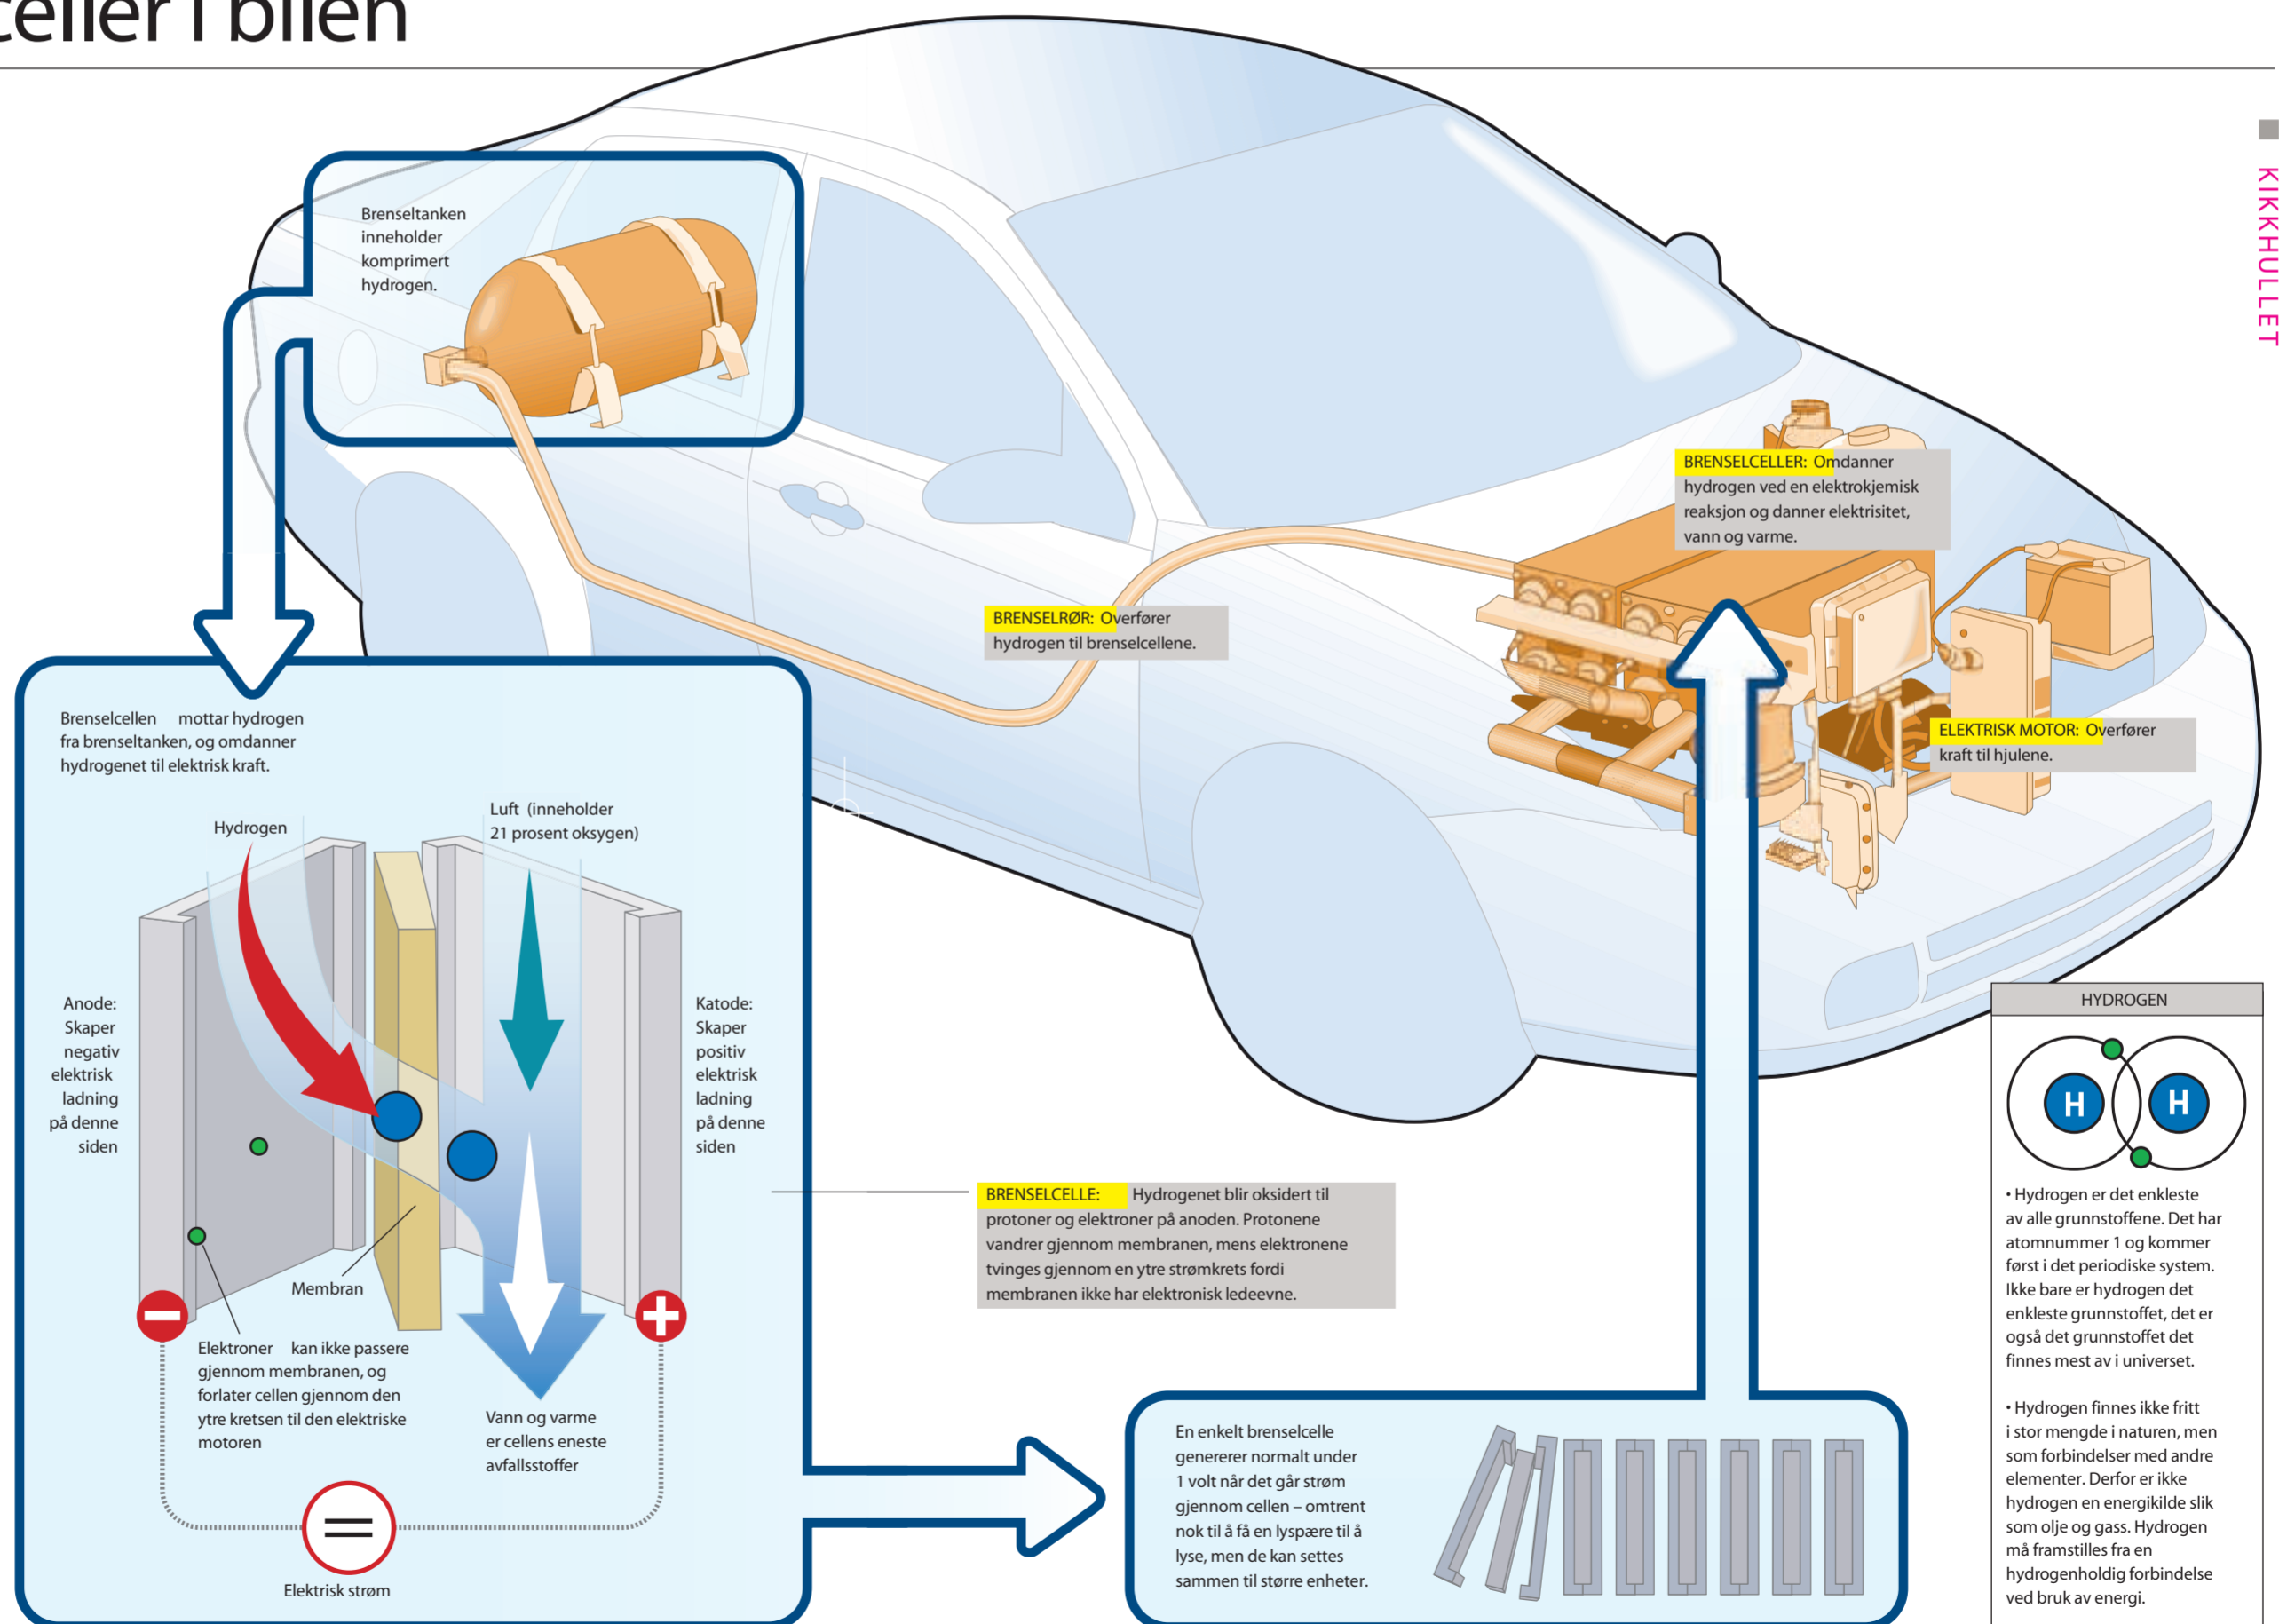 celler i bilen
KIKKHULLET
Brenseltanken
inneholder
komprimert
hydrogen.
BRENSELCELLER: Omdanner
hydrogen ved en elektrokjemisk
reaksjon og danner elektrisitet,
vann og varme.
BRENSELRØR: Overfører
hydrogen til brenselcellene.
ELEKTRISK MOTOR: Overfører
kraft til hjulene.
Brenselcellen mottar hydrogen
fra brenseltanken, og omdanner
hydrogenet til elektrisk kraft.
Hydrogen
Luft (inneholder
21 prosent oksygen)
Anode:
Skaper
negativ
elektrisk
ladning
på denne
siden
Katode:
Skaper
positiv
elektrisk
ladning
på denne
siden
Membran
Elektroner kan ikke passere
gjennom membranen, og
forlater cellen gjennom den
ytre kretsen til den elektriske
motoren
Vann og varme
er cellens eneste
avfallsstoffer
Elektrisk strøm
BRENSELCELLE: Hydrogenet blir oksidert til
protoner og elektroner på anoden. Protonene
vandrer gjennom membranen, mens elektronene
tvinges gjennom en ytre strømkrets fordi
membranen ikke har elektronisk ledeevne.
En enkelt brenselcelle
genererer normalt under
1 volt når det går strøm
gjennom cellen – omtrent
nok til å få en lyspære til å
lyse, men de kan settes
sammen til større enheter.
HYDROGEN
H H
• Hydrogen er det enkleste
av alle grunnstoffene. Det har
atomnummer 1 og kommer
først i det periodiske system.
Ikke bare er hydrogen det
enkleste grunnstoffet, det er
også det grunnstoffet det
finnes mest av i universet.
• Hydrogen finnes ikke fritt
i stor mengde i naturen, men
som forbindelser med andre
elementer. Derfor er ikke
hydrogen en energikilde slik
som olje og gass. Hydrogen
må framstilles fra en
hydrogenholdig forbindelse
ved bruk av energi.